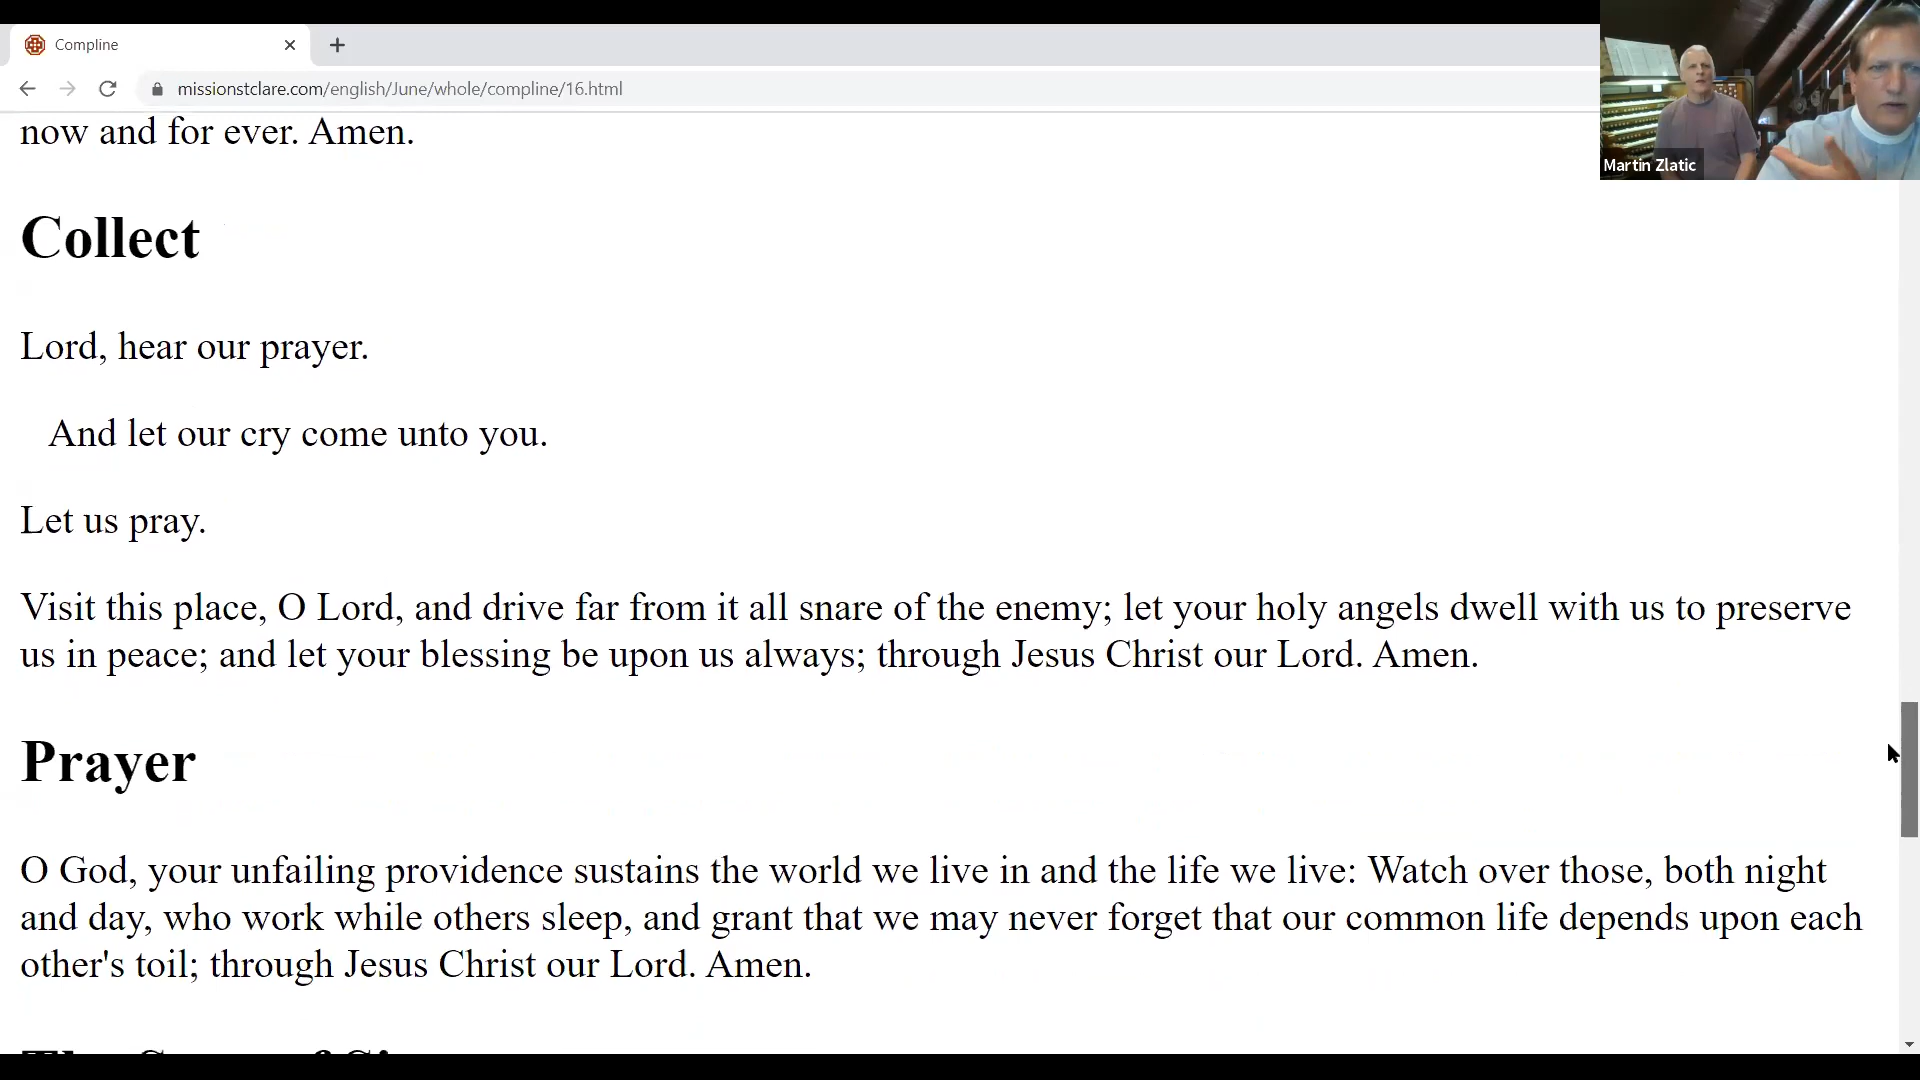 Compline
missionstclare.com/english/June/whole/compline/16.html
Martin Zlatic
now and for ever. Amen.
Collect
Lord, hear our prayer.
And let our cry come unto you.
Let us pray.
Visit this place, O Lord, and drive far from it all snare of the enemy; let your holy angels dwell with us to preserve
us in peace; and let your blessing be upon us always; through Jesus Christ our Lord. Amen.
Prayer
O God, your unfailing providence sustains the world we live in and the life we live: Watch over those, both night
and day, who work while others sleep, and grant that we may never forget that our common life depends upon each
other's toil; through Jesus Christ our Lord. Amen.